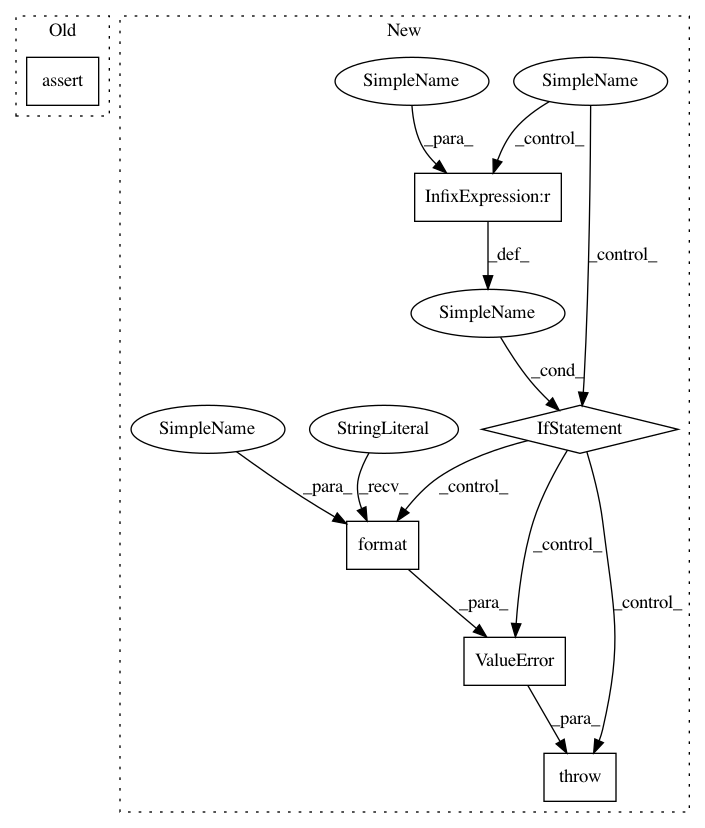 Old
New
assert
SimpleName
SimpleName
_para_
_control_
InfixExpression:r
_def_
_control_
SimpleName
_cond_
SimpleName
StringLiteral
IfStatement
_para_
_recv_
_control_
format
_control_
_para_
_control_
ValueError
_para_
throw